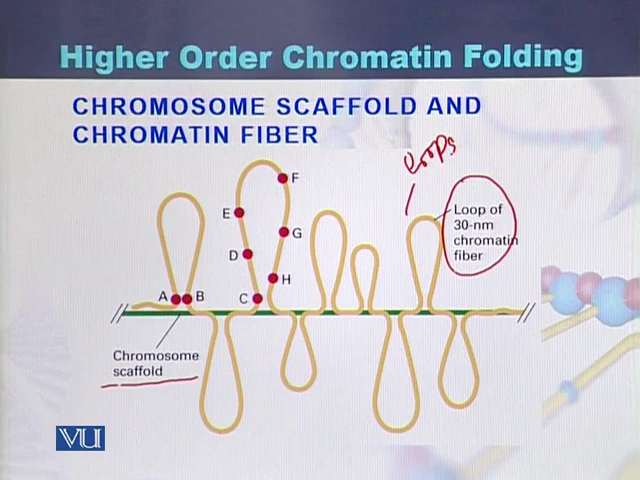 Higher Order Chromatin Folding
CHROMOSOME SCAFFOLD AND
CHROMATIN FIBER
loops
F
E
G
D
H
A
B
C
Loop of
30-nm
chromatin
fiber
Chromosome
scaffold
VU